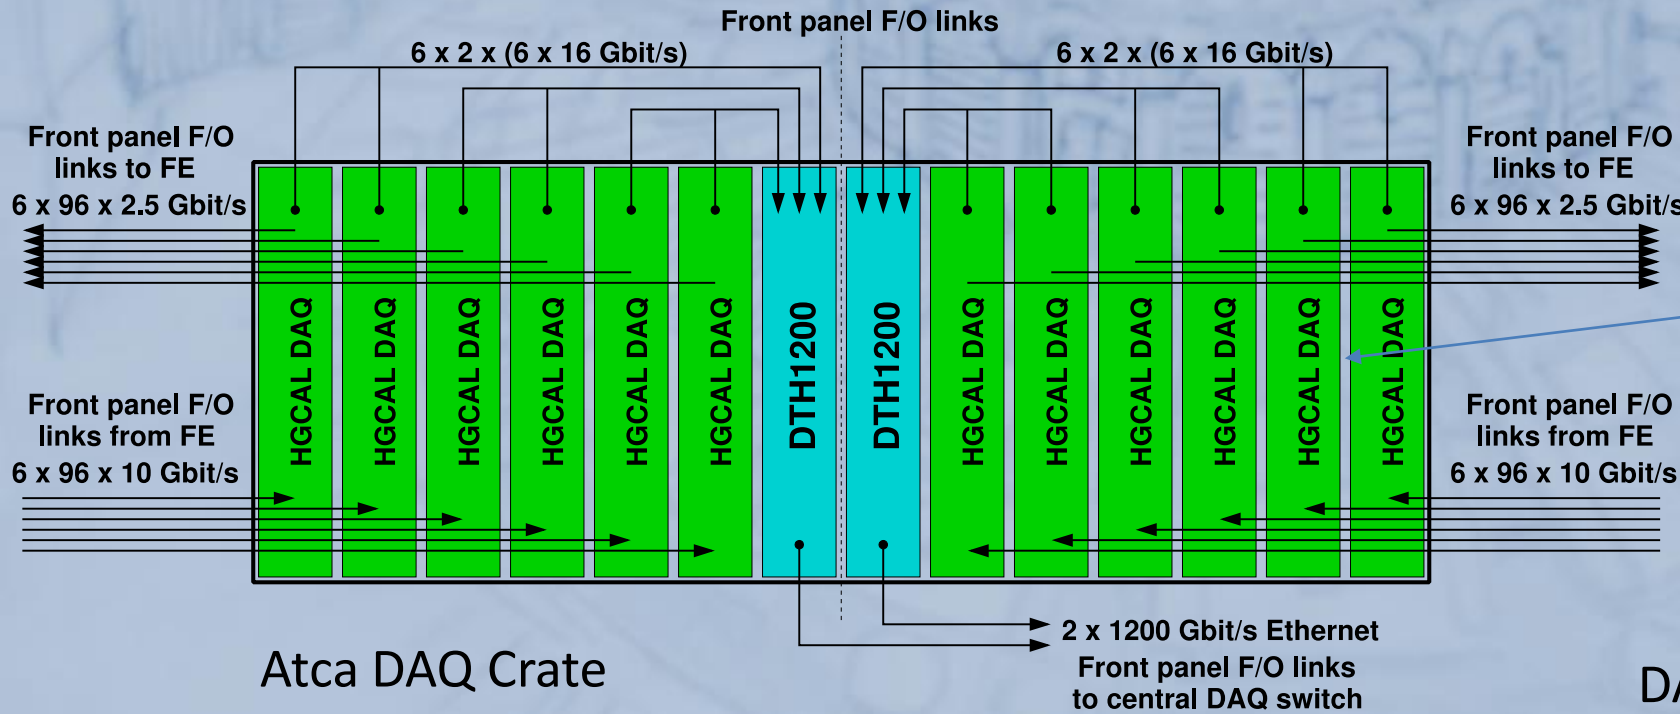 Front panel F/O links
6 x 2 x (6 x 16 Gbit/s)
6 x 2 x (6 x 16 Gbit/s)
Front panel F/O
links to FE
6 x 96 x 2.5 Gbit/s
Front panel F/O
links to FE
6 x 96 x 2.5 Gbit/s
HGCAL DAQ
HGCAL DAQ
HGCAL DAQ
HGCAL DAQ
HGCAL DAQ
HGCAL DAQ
DTH1200
DTH1200
HGCAL DAQ
HGCAL DAQ
HGCAL DAQ
HGCAL DAQ
HGCAL DAQ
HGCAL DAQ
Front panel F/O
links from FE
6 x 96 x 10 Gbit/s
Front panel F/O
links from FE
6 x 96 x 10 Gbit/s
2 x 1200 Gbit/s Ethernet
Front panel F/O links
to central DAQ switch
Atca DAQ Crate